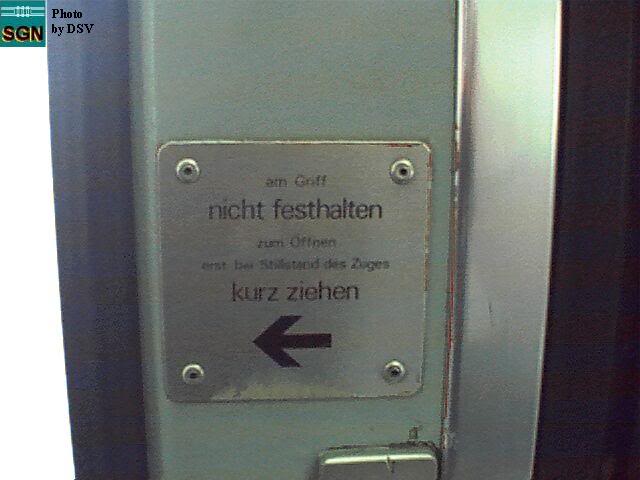 SGN
Photo
by DSV
am Griff
nicht festhalten
zum Öffnen
erst bei Stillstand des Zuges
kurz ziehen